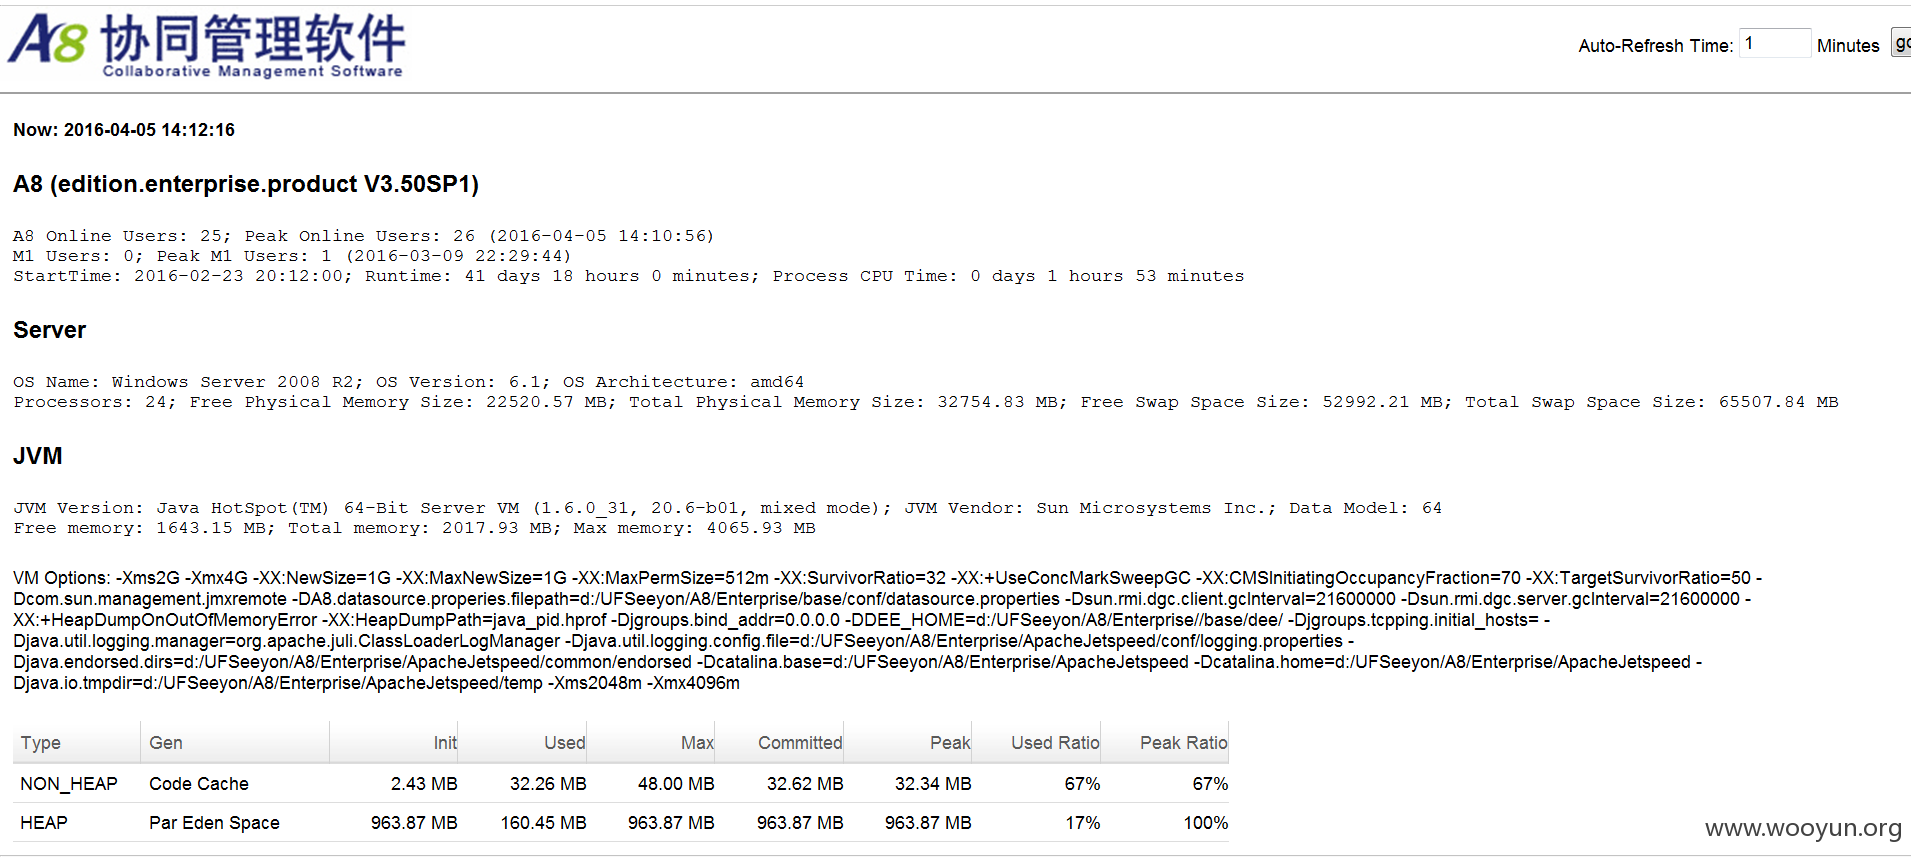 A8 协同管理软件
Collaborative Management Software
Auto-Refresh Time: 1 Minutes
Now: 2016-04-05 14:12:16
A8 (edition.enterprise.product V3.50SP1)
A8 Online Users: 25; Peak Online Users: 26 (2016-04-05 14:10:56)
M1 Users: 0; Peak M1 Users: 1 (2016-03-09 22:29:44)
StartTime: 2016-02-23 20:12:00; Runtime: 41 days 18 hours 0 minutes; Process CPU Time: 0 days 1 hours 53 minutes
Server
OS Name: Windows Server 2008 R2; OS Version: 6.1; OS Architecture: amd64
Processors: 24; Free Physical Memory Size: 22520.57 MB; Total Physical Memory Size: 32754.83 MB; Free Swap Space Size: 52992.21 MB; Total Swap Space Size: 65507.84 MB
JVM
JVM Version: Java HotSpot(TM) 64-Bit Server VM (1.6.0_31, 20.6-b01, mixed mode); JVM Vendor: Sun Microsystems Inc.; Data Model: 64
Free memory: 1643.15 MB; Total memory: 2017.93 MB; Max memory: 4065.93 MB
VM Options: -Xms2G -Xmx4G -XX:NewSize=1G -XX:MaxNewSize=1G -XX:MaxPermSize=512m -XX:SurvivorRatio=32 -XX:+UseConcMarkSweepGC -XX:CMSInitiatingOccupancyFraction=70 -XX:TargetSurvivorRatio=50 -
Dcom.sun.management.jmxremote -DA8.datasource.properies.filepath=d:/UFSeeyon/A8/Enterprise/base/conf/datasource.properties -Dsun.rmi.dgc.client.gcInterval=21600000 -Dsun.rmi.dgc.server.gcInterval=21600000 -
XX:+HeapDumpOnOutOfMemoryError -XX:HeapDumpPath=java_pid.hprof -Djgroups.bind_addr=0.0.0.0 -DDEE_HOME=d:/UFSeeyon/A8/Enterprise//base/dee/ -Djgroups.tcpping.initial_hosts= -
Djava.util.logging.manager=org.apache.juli.ClassLoaderLogManager -Djava.util.logging.config.file=d:/UFSeeyon/A8/Enterprise/ApacheJetspeed/conf/logging.properties -
Djava.endorsed.dirs=d:/UFSeeyon/A8/Enterprise/ApacheJetspeed/common/endorsed -Dcatalina.base=d:/UFSeeyon/A8/Enterprise/ApacheJetspeed -Dcatalina.home=d:/UFSeeyon/A8/Enterprise/ApacheJetspeed -
Djava.io.tmpdir=d:/UFSeeyon/A8/Enterprise/ApacheJetspeed/temp -Xms2048m -Xmx4096m
Type Gen Init Used Max Committed Peak Used Ratio Peak Ratio
NON_HEAP Code Cache 2.43 MB 32.26 MB 48.00 MB 32.62 MB 32.34 MB 67% 67%
HEAP Par Eden Space 963.87 MB 160.45 MB 963.87 MB 963.87 MB 963.87 MB 17% 100%
www.wooyun.org